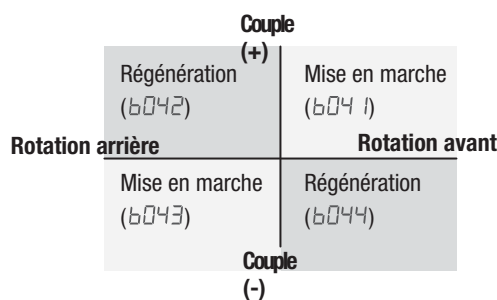 Couple
(+)
Régénération
(b042)
Mise en marche
(b041)
Rotation arrière
Rotation avant
Mise en marche
(b043)
Régénération
(b044)
Couple
(-)